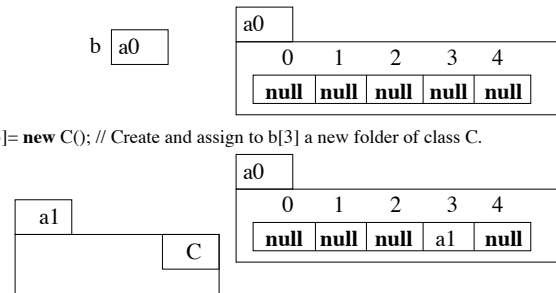 a0
b a0
0 1 2 3 4
null null null null null
]= new C(); // Create and assign to b[3] a new folder of class C.
a0
a1
0 1 2 3 4
C
null null null a1 null